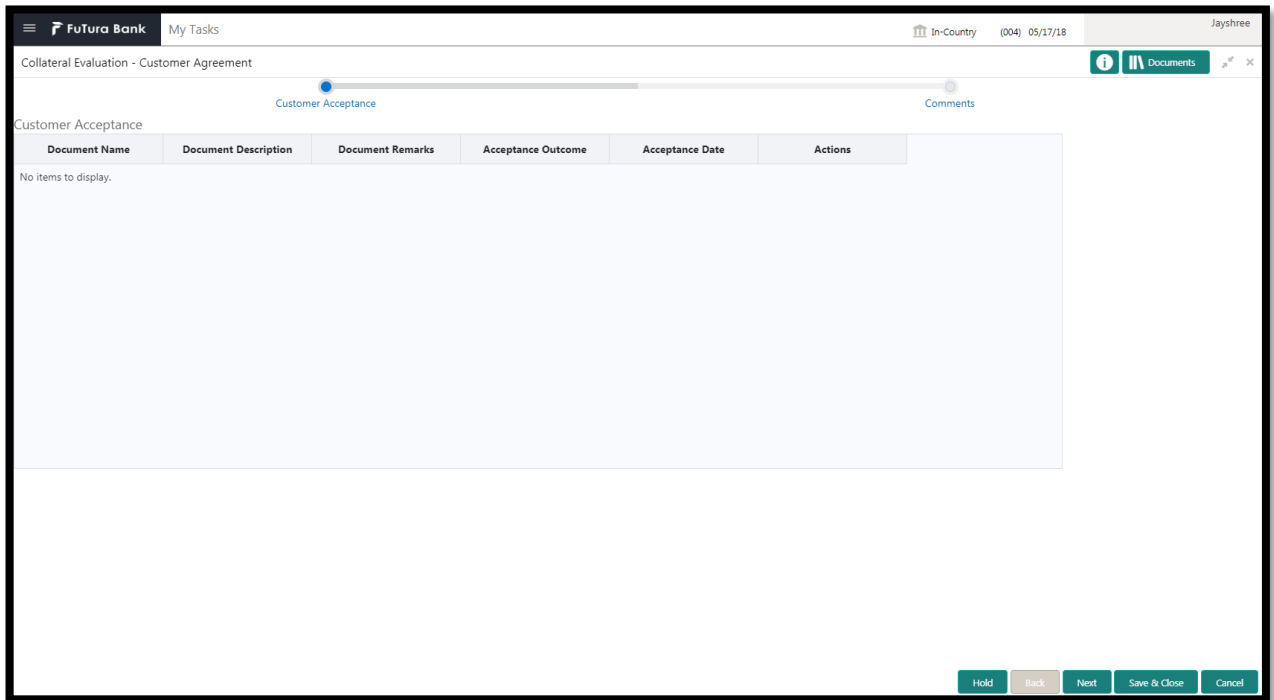 FuTura Bank My Tasks In-Country (004) 05/17/18 Jayshree
Collateral Evaluation - Customer Agreement Documents
Customer Acceptance Comments
Customer Acceptance
Document Name Document Description Document Remarks Acceptance Outcome Acceptance Date Actions
No items to display.
Hold Back Next Save & Close Cancel